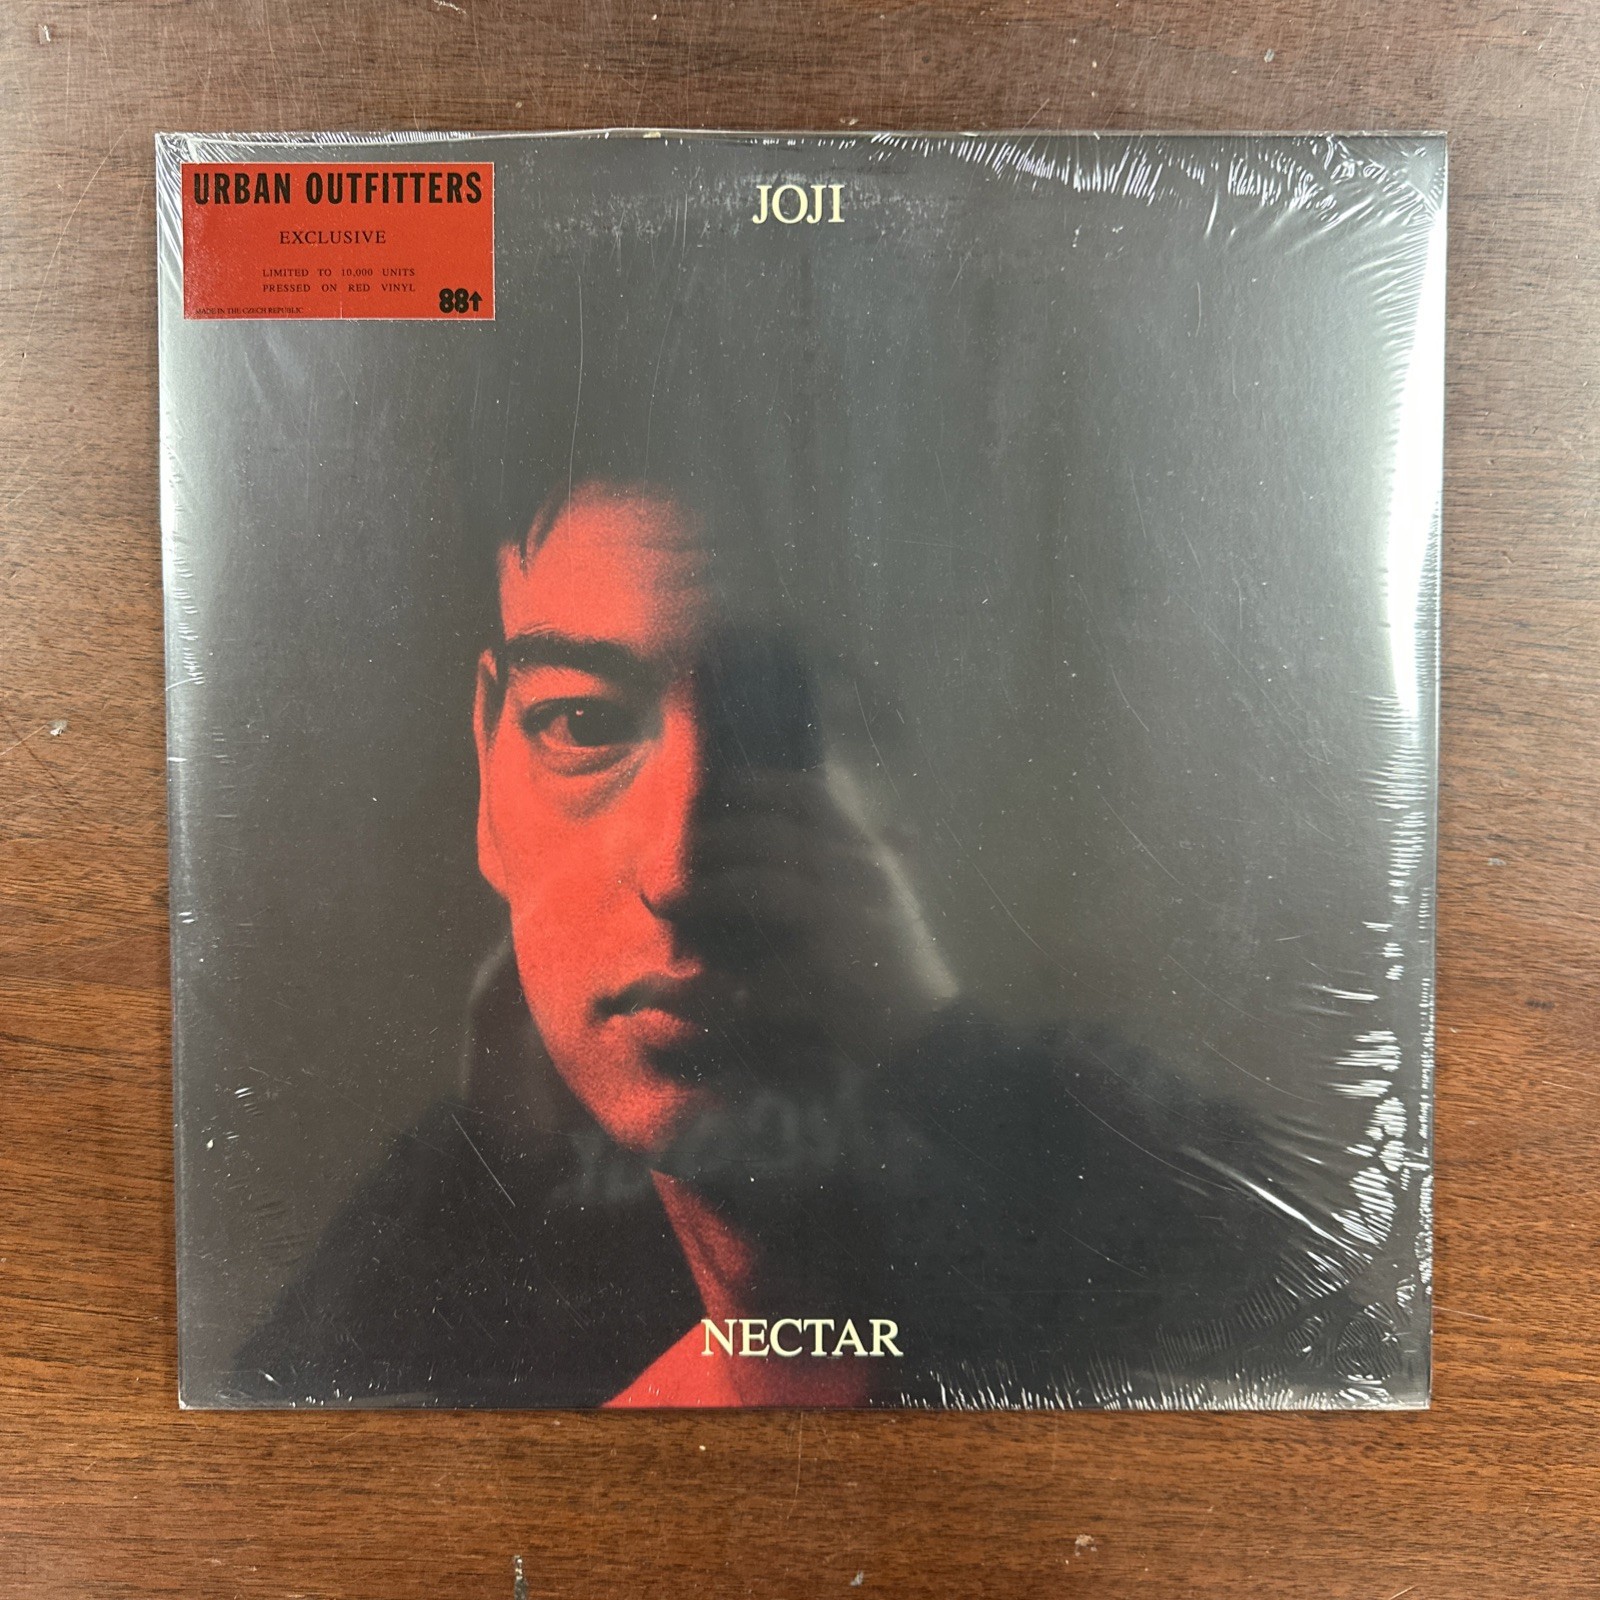 URBAN OUTFITTERS
EXCLUSIVE
LIMITED TO 10,000 UNITS
PRESSED ON RED VINYL
88↑
MADE IN THE CZECH REPUBLIC
JOJI
NECTAR